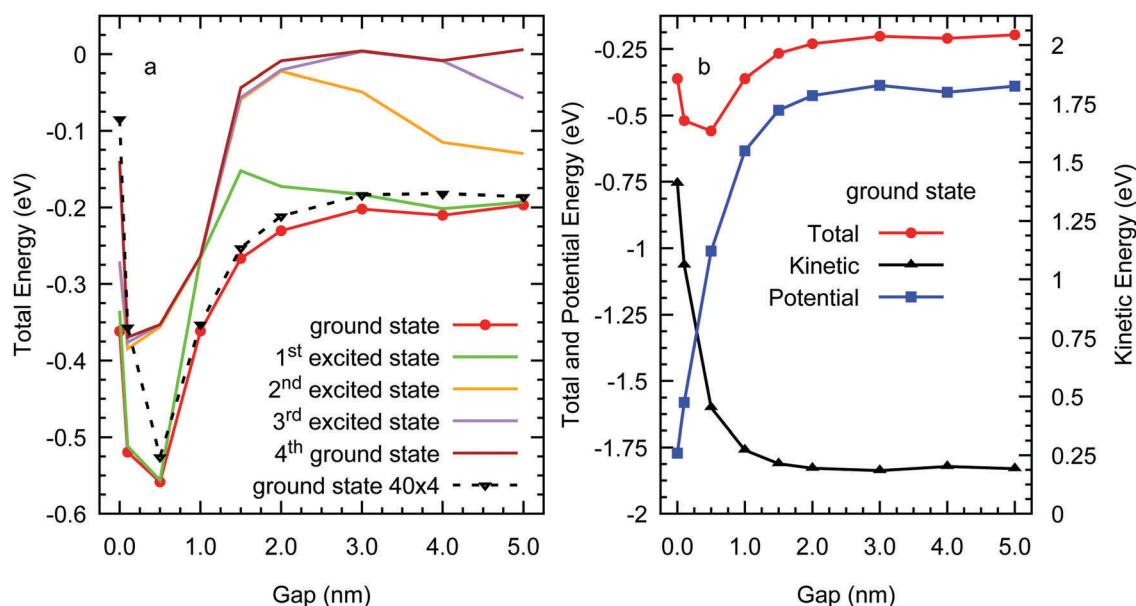 a
Total Energy (eV)
0
-0.1
-0.2
-0.3
-0.4
-0.5
-0.6
0.0 1.0 2.0 3.0 4.0 5.0
Gap (nm)
ground state
1st excited state
2nd excited state
3rd excited state
4th ground state
ground state 40x4
b
Total and Potential Energy (eV)
-0.25
-0.5
-0.75
-1
-1.25
-1.5
-1.75
-2
0.0 1.0 2.0 3.0 4.0 5.0
Gap (nm)
ground state
Total
Kinetic
Potential
2
1.75
1.5
1.25
1
0.75
0.50
0.25
0
Kinetic Energy (eV)